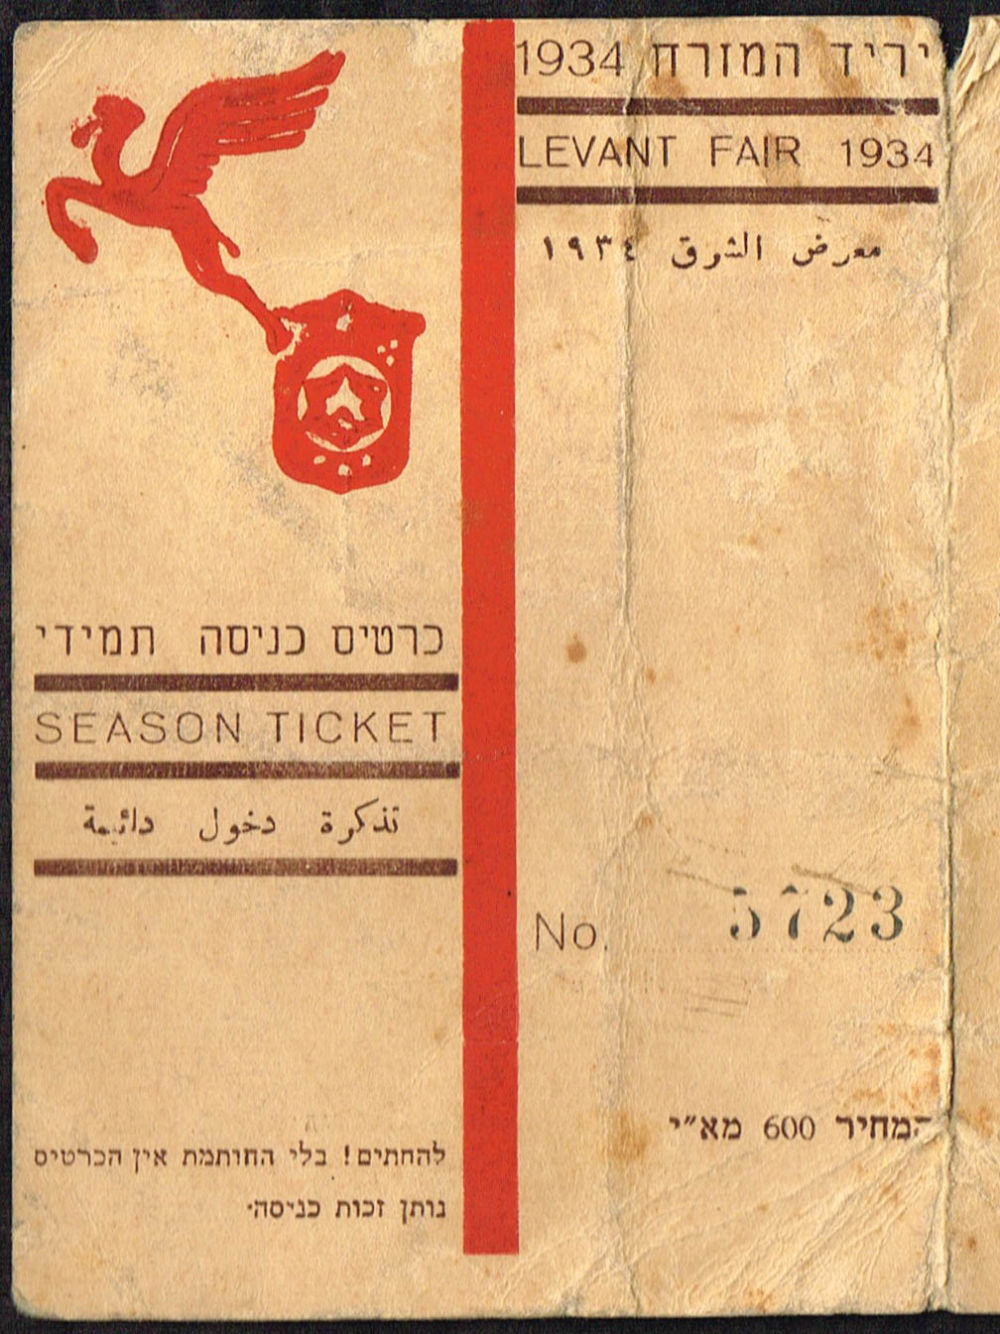 יריד המזרח 1934
LEVANT FAIR 1934
معرض الشرق ١٩٣٤
כרטיס כניסה תמידי
SEASON TICKET
تذكرة دخول دائمة
No. 5723
המחיר 600 מא"י
להחתים! בלי החותמת אין הכרטיס
נותן זכות כניסה.